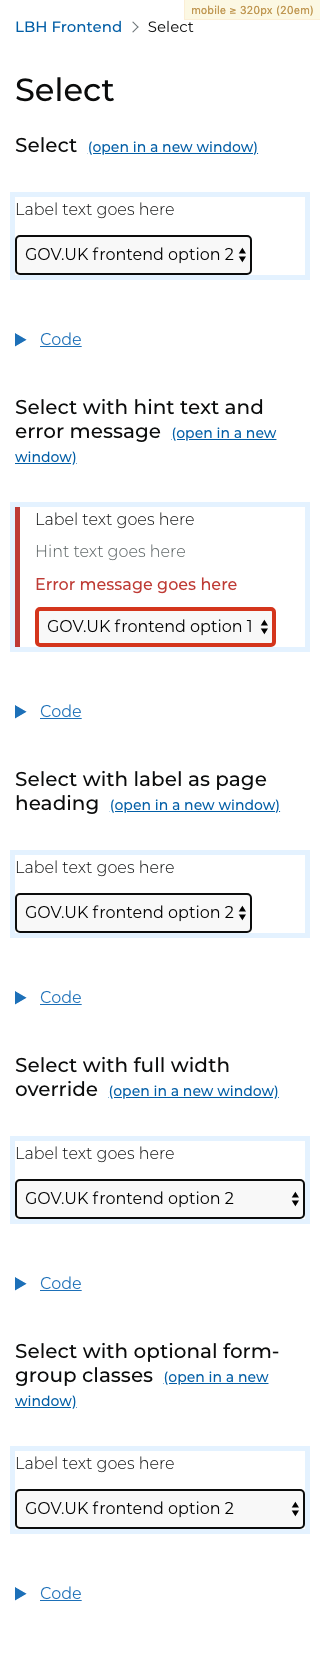 mobile ≥ 320px (20em)
LBH Frontend > Select
Select
Select (open in a new window)
Label text goes here
GOV.UK frontend option 2
Code
Select with hint text and
error message (open in a new
window)
Label text goes here
Hint text goes here
Error message goes here
GOV.UK frontend option 1
Code
Select with label as page
heading (open in a new window)
Label text goes here
GOV.UK frontend option 2
Code
Select with full width
override (open in a new window)
Label text goes here
GOV.UK frontend option 2
Code
Select with optional form-
group classes (open in a new
window)
Label text goes here
GOV.UK frontend option 2
Code